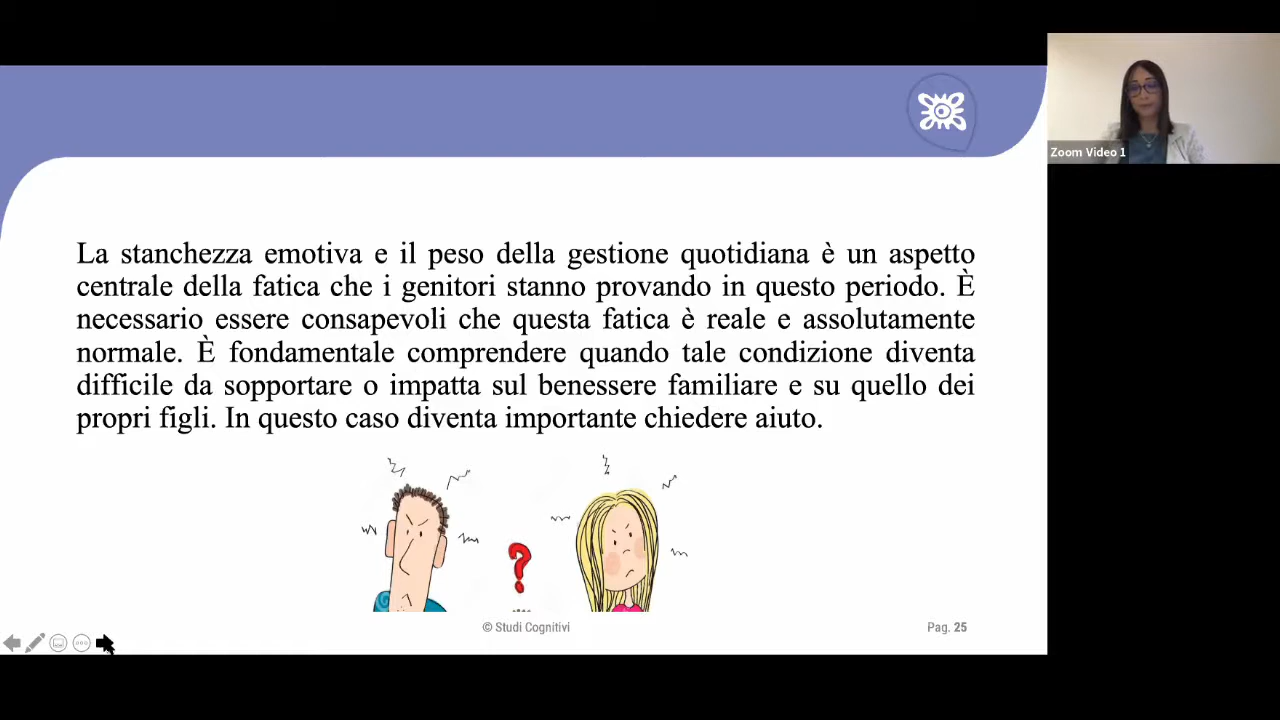 Zoom Video 1
La stanchezza emotiva e il peso della gestione quotidiana è un aspetto
centrale della fatica che i genitori stanno provando in questo periodo. È
necessario essere consapevoli che questa fatica è reale e assolutamente
normale. È fondamentale comprendere quando tale condizione diventa
difficile da sopportare o impatta sul benessere familiare e su quello dei
propri figli. In questo caso diventa importante chiedere aiuto.
?
© Studi Cognitivi
Pag. 25